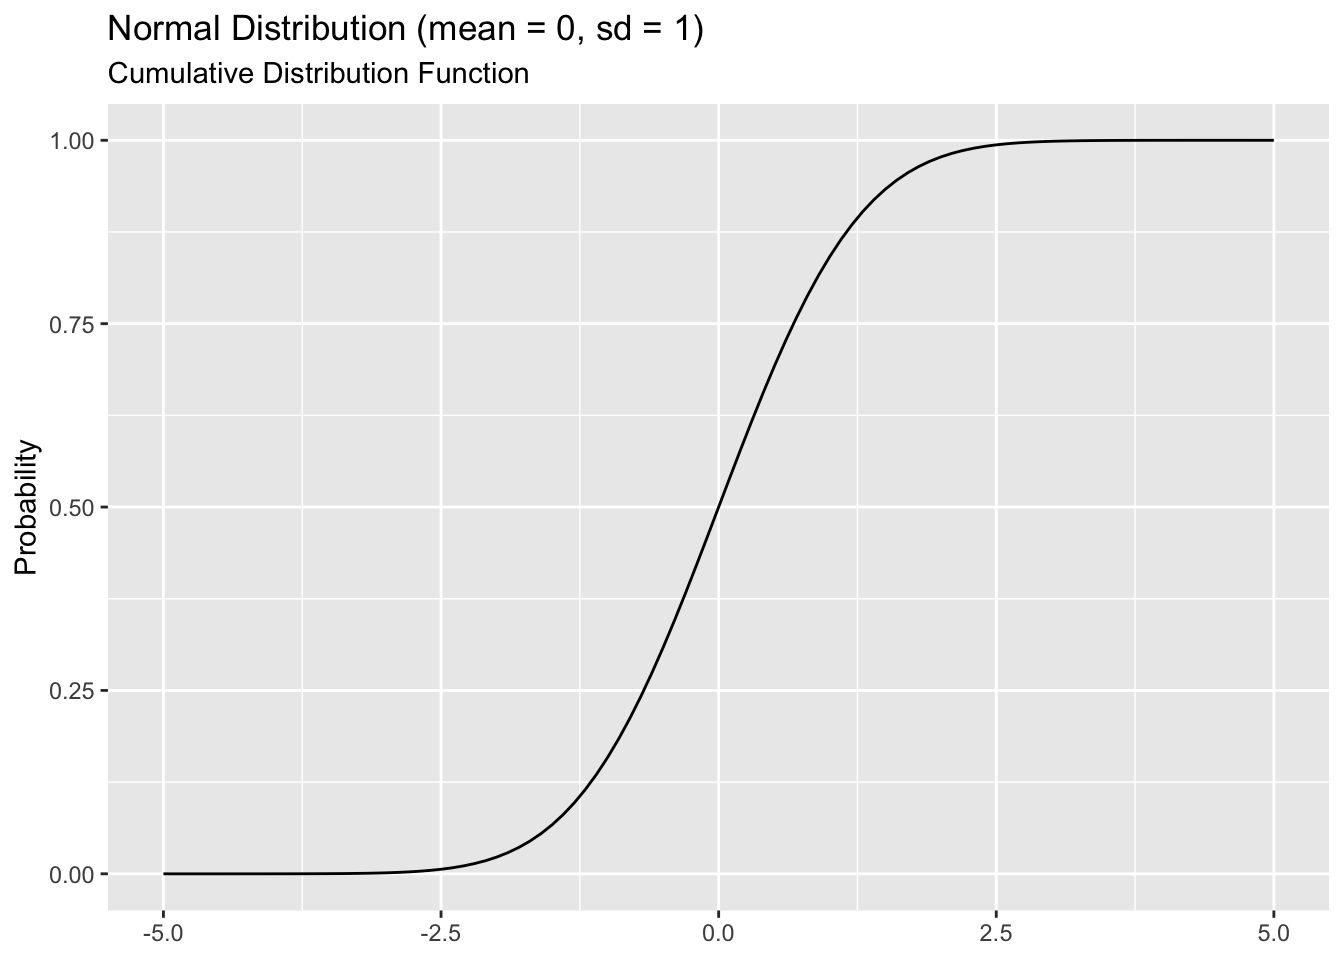 Normal Distribution (mean = 0, sd = 1)
Cumulative Distribution Function
1.00
0.75
0.50
0.25
0.00
Probability
-5.0 -2.5 0.0 2.5 5.0